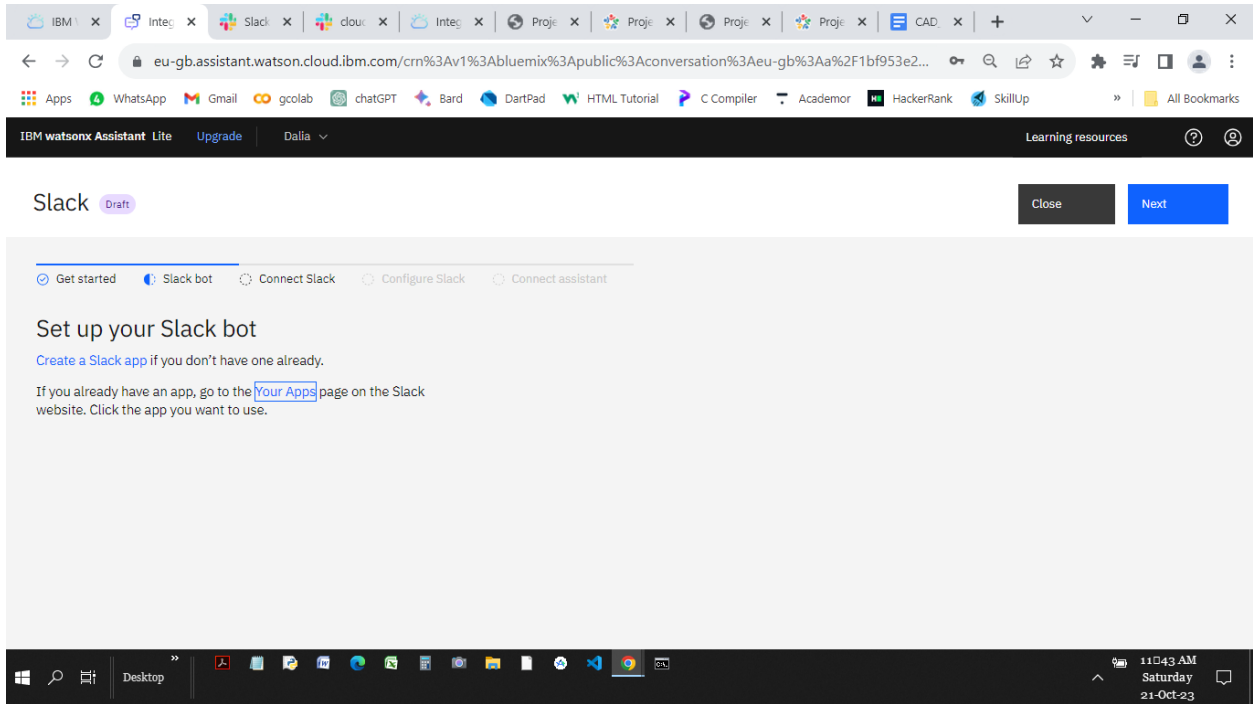 IBM W
Integ
Slack
clouc
Integ
Proje
Proje
Proje
Proje
CAD_
eu-gb.assistant.watson.cloud.ibm.com/crn%3Av1%3Abluemix%3Apublic%3Aconversation%3Aeu-gb%3Aa%2F1bf953e2...
Apps WhatsApp Gmail gcolab chatGPT Bard DartPad HTML Tutorial C Compiler Academor HackerRank SkillUp » All Bookmarks
IBM watsonx Assistant Lite Upgrade Dalia Learning resources
Slack Draft Close Next
Get started Slack bot Connect Slack Configure Slack Connect assistant
Set up your Slack bot
Create a Slack app if you don't have one already.
If you already have an app, go to the Your Apps page on the Slack
website. Click the app you want to use.
Desktop »
11□43 AM
Saturday
21-Oct-23